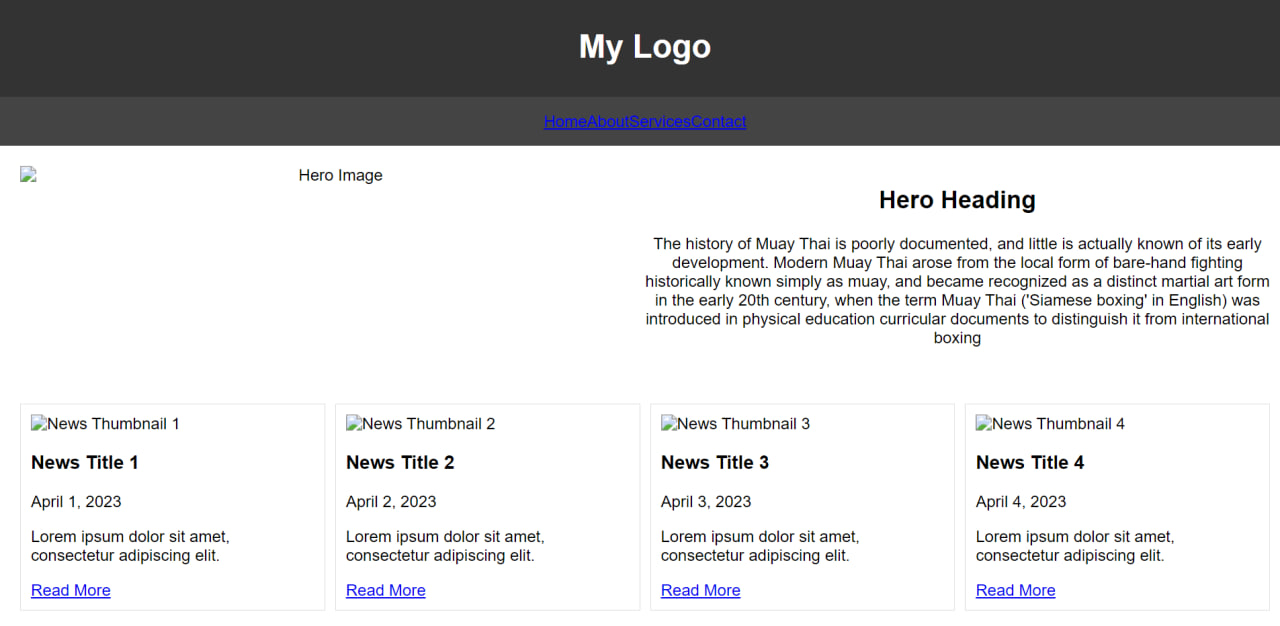 My Logo
HomeAboutServicesContact
Hero Image
Hero Heading
The history of Muay Thai is poorly documented, and little is actually known of its early
development. Modern Muay Thai arose from the local form of bare-hand fighting
historically known simply as muay, and became recognized as a distinct martial art form
in the early 20th century, when the term Muay Thai ('Siamese boxing' in English) was
introduced in physical education curricular documents to distinguish it from international
boxing
News Thumbnail 1
News Title 1
April 1, 2023
Lorem ipsum dolor sit amet,
consectetur adipiscing elit.
Read More
News Thumbnail 2
News Title 2
April 2, 2023
Lorem ipsum dolor sit amet,
consectetur adipiscing elit.
Read More
News Thumbnail 3
News Title 3
April 3, 2023
Lorem ipsum dolor sit amet,
consectetur adipiscing elit.
Read More
News Thumbnail 4
News Title 4
April 4, 2023
Lorem ipsum dolor sit amet,
consectetur adipiscing elit.
Read More